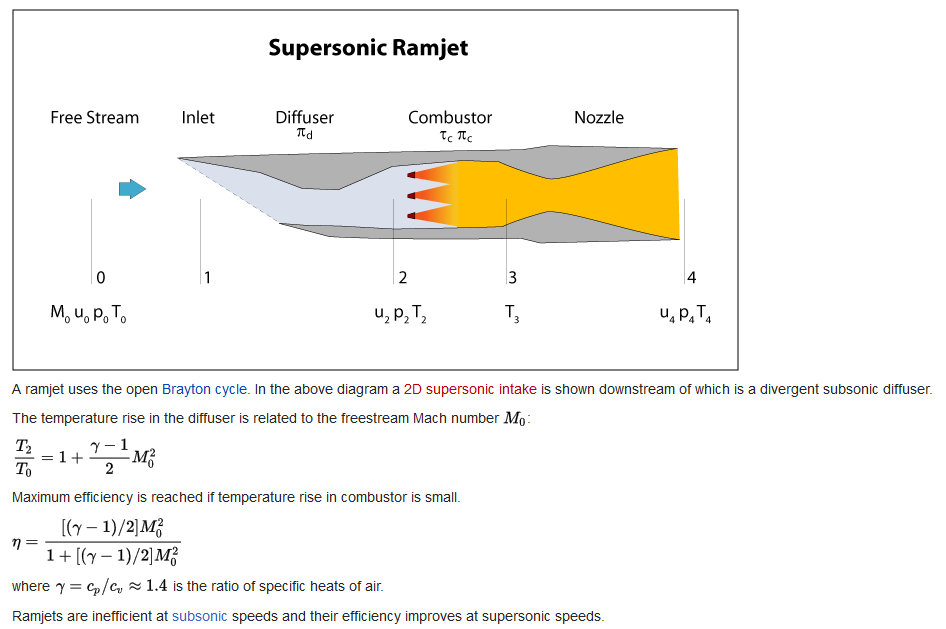 Supersonic Ramjet
Free Stream Inlet Diffuser Combustor Nozzle
π_d τ_c π_c
0 1 2 3 4
M₀ u₀ p₀ T₀ u₂ p₂ T₂ T₃ u₄ p₄ T₄
A ramjet uses the open Brayton cycle. In the above diagram a 2D supersonic intake is shown downstream of which is a divergent subsonic diffuser.
The temperature rise in the diffuser is related to the freestream Mach number M₀:
T₂/T₀ = 1 + (γ − 1)/2 M₀²
Maximum efficiency is reached if temperature rise in combustor is small.
η = [(γ − 1)/2]M₀² / 1 + [(γ − 1)/2]M₀²
where γ = c_p/c_v ≈ 1.4 is the ratio of specific heats of air.
Ramjets are inefficient at subsonic speeds and their efficiency improves at supersonic speeds.